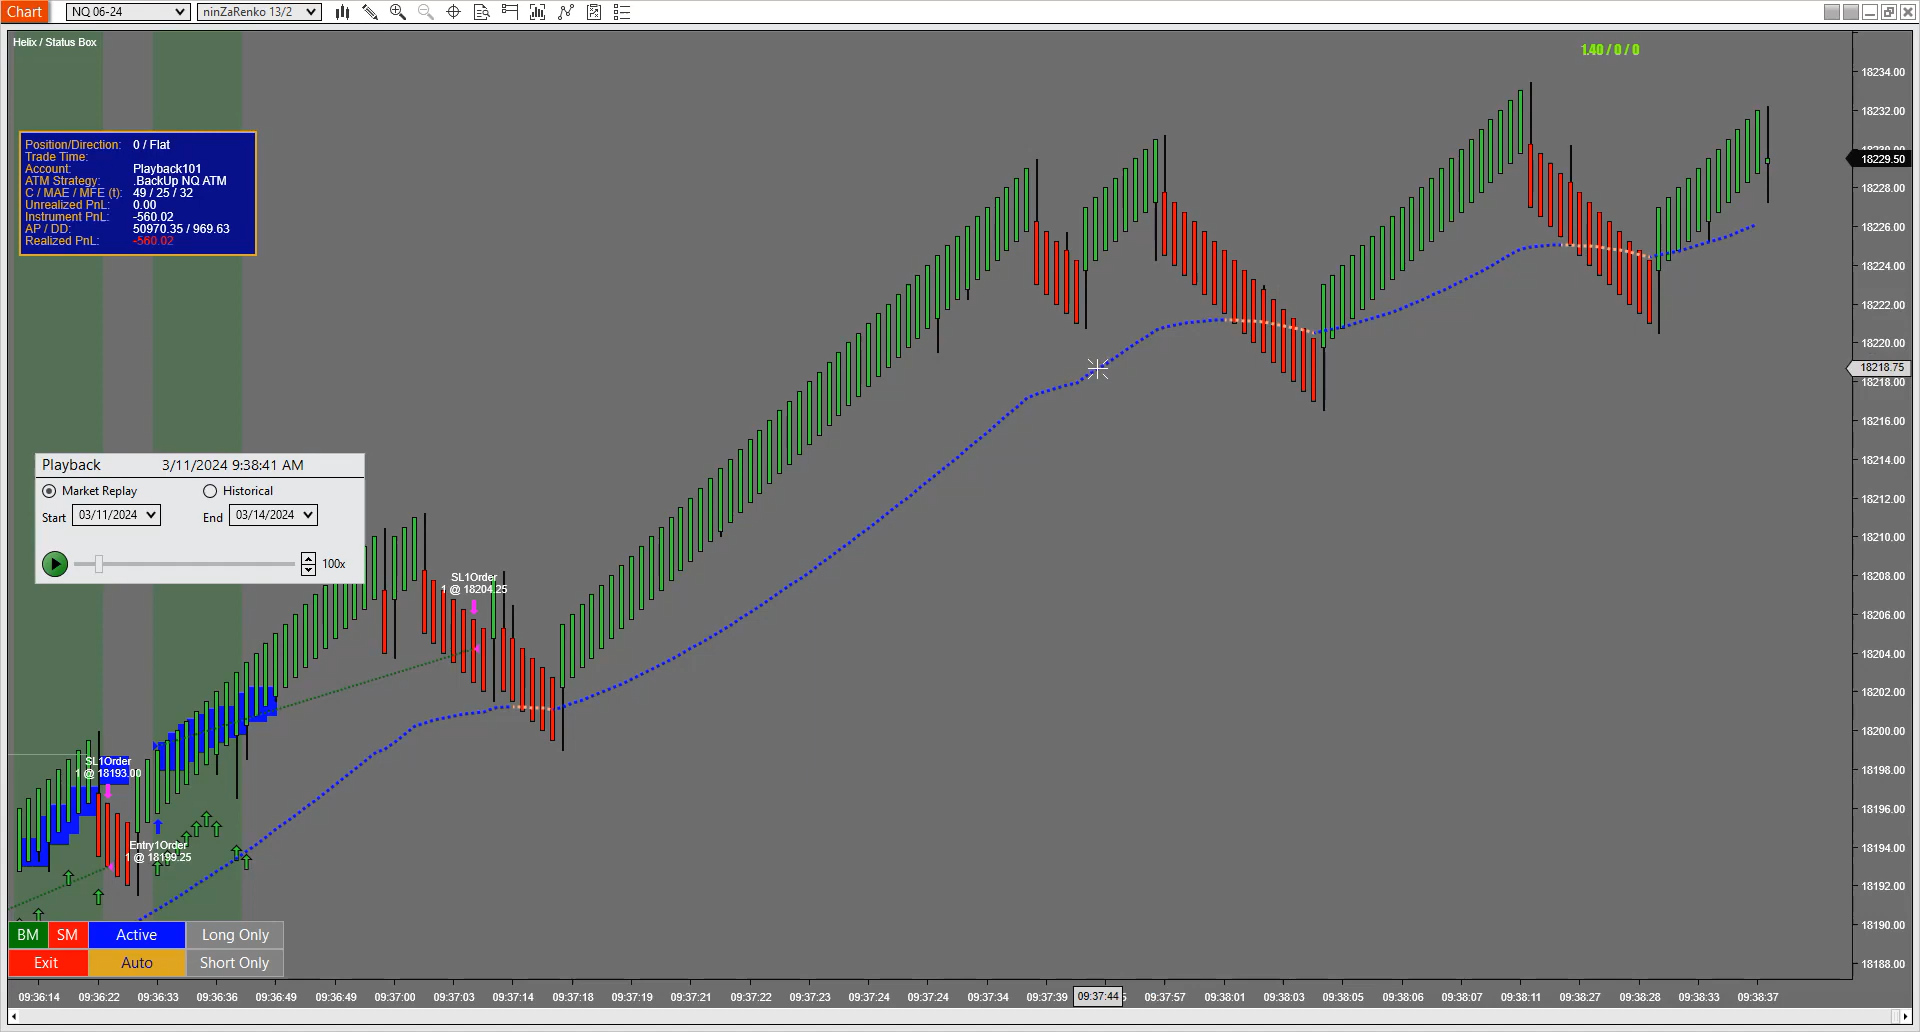 Chart NQ 06-24 ninZaRenko 13/2
Helix / Status Box
1.40 / 0 / 0
Position/Direction: 0 / Flat
Trade Time:
Account: Playback101
ATM Strategy: .BackUp NQ ATM
C / MAE / MFE (t): 49 / 25 / 32
Unrealized PnL: 0.00
Instrument PnL: -560.02
AP / DD: 50970.35 / 969.63
Realized PnL: -560.02
Playback 3/11/2024 9:38:41 AM
Market Replay Historical
Start 03/11/2024 End 03/14/2024
100x
SL1Order
1 @ 18204.25
SL1Order
1 @ 18193.00
Entry1Order
1 @ 18199.25
BM SM Active Long Only
Exit Auto Short Only
18234.00
18232.00
18229.50
18228.00
18226.00
18224.00
18222.00
18220.00
18218.75
18218.00
18216.00
18214.00
18212.00
18210.00
18208.00
18206.00
18204.00
18202.00
18200.00
18198.00
18196.00
18194.00
18192.00
18190.00
18188.00
09:36:14 09:36:22 09:36:33 09:36:36 09:36:49 09:36:49 09:37:00 09:37:03 09:37:14 09:37:18 09:37:19 09:37:21 09:37:22 09:37:23 09:37:24 09:37:24 09:37:34 09:37:39 09:37:44 09:37:57 09:38:01 09:38:03 09:38:05 09:38:06 09:38:07 09:38:11 09:38:27 09:38:28 09:38:33 09:38:37